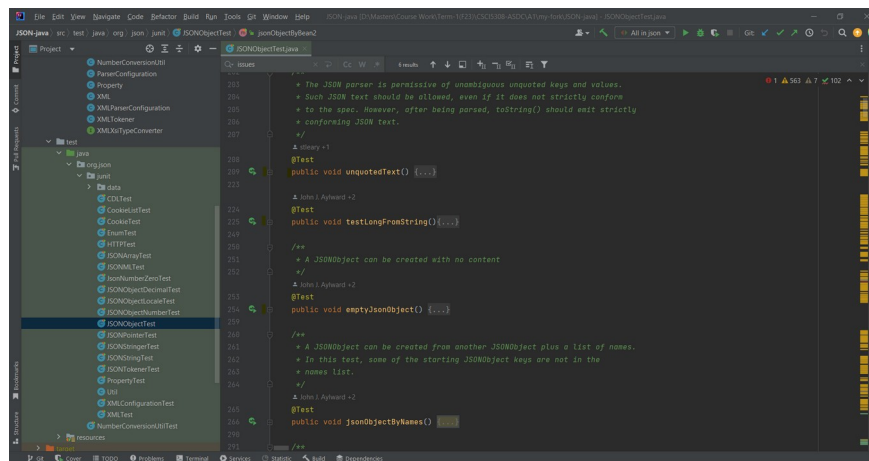 File Edit View Navigate Code Refactor Build Run Tools Git Window Help JSON-java [D:\Masters\Course Work\Term-1(F23)\CSCI5308-ASDC\A1\my-fork\JSON-java] - JSONObjectTest.java
JSON-java src test java org json junit JSONObjectTest jsonObjectByBean2 All in json Git:
Project JSONObjectTest.java
NumberConversionUtil
ParserConfiguration
Property
XML
XMLParserConfiguration
XMLTokener
XMLXsiTypeConverter
test
java
org.json
junit
data
CDLTest
CookieListTest
CookieTest
EnumTest
HTTPTest
JSONArrayTest
JSONMLTest
JsonNumberZeroTest
JSONObjectDecimalTest
JSONObjectLocaleTest
JSONObjectNumberTest
JSONObjectTest
JSONPointerTest
JSONStringerTest
JSONStringTest
JSONTokenerTest
PropertyTest
Util
XMLConfigurationTest
XMLTest
NumberConversionUtilTest
resources
target
Project
Commit
Pull Requests
Bookmarks
Structure
issues Cc W .* 6 results
1 563 7 102
203 * The JSON parser is permissive of unambiguous unquoted keys and values.
204 * Such JSON text should be allowed, even if it does not strictly conform
205 * to the spec. However, after being parsed, toString() should emit strictly
206 * conforming JSON text.
207 */
stleary +1
208 @Test
209 public void unquotedText() {...}
223
John J. Aylward +2
224 @Test
225 public void testLongFromString(){...}
249
250 /**
251 * A JSONObject can be created with no content
252 */
John J. Aylward +2
253 @Test
254 public void emptyJsonObject() {...}
259
260 /**
261 * A JSONObject can be created from another JSONObject plus a list of names.
262 * In this test, some of the starting JSONObject keys are not in the
263 * names list.
264 */
John J. Aylward +2
265 @Test
266 public void jsonObjectByNames() {...}
290
291 /**
Git Cover TODO Problems Terminal Services Statistic Build Dependencies